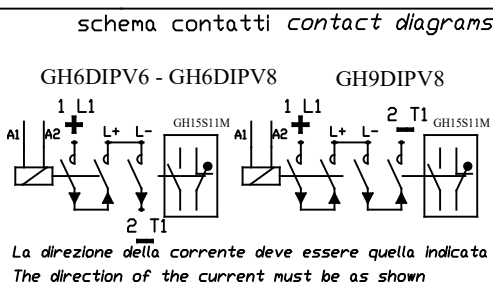 schema contatti contact diagrams
GH6DIPV6 - GH6DIPV8
GH9DIPV8
1 L1
A1 A2 L+ L-
GH15S11M
2 T1
1 L1
A1 A2 L+ L-
2 T1
GH15S11M
La direzione della corrente deve essere quella indicata
The direction of the current must be as shown